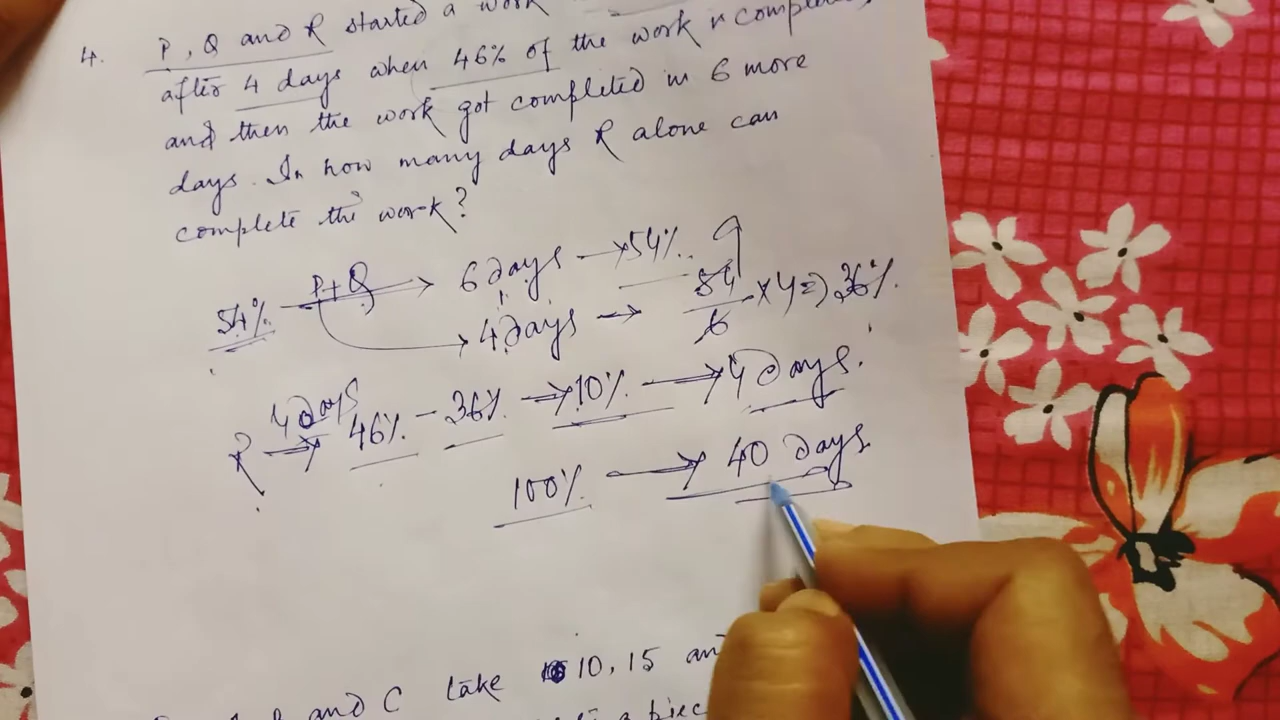 4. P, Q and R started a work
after 4 days when 46% of the work is
and then the work got completed in 6 more
days. In how many days R alone can
complete the work?
54% P+Q → 6 days → 54%
→ 4 days → 54/6 × 4 ⇒ 36% 9
R 4 days ⇒ 46% - 36% ⇒ 10% → 4 days.
100% → 40 days
and C take 10, 15